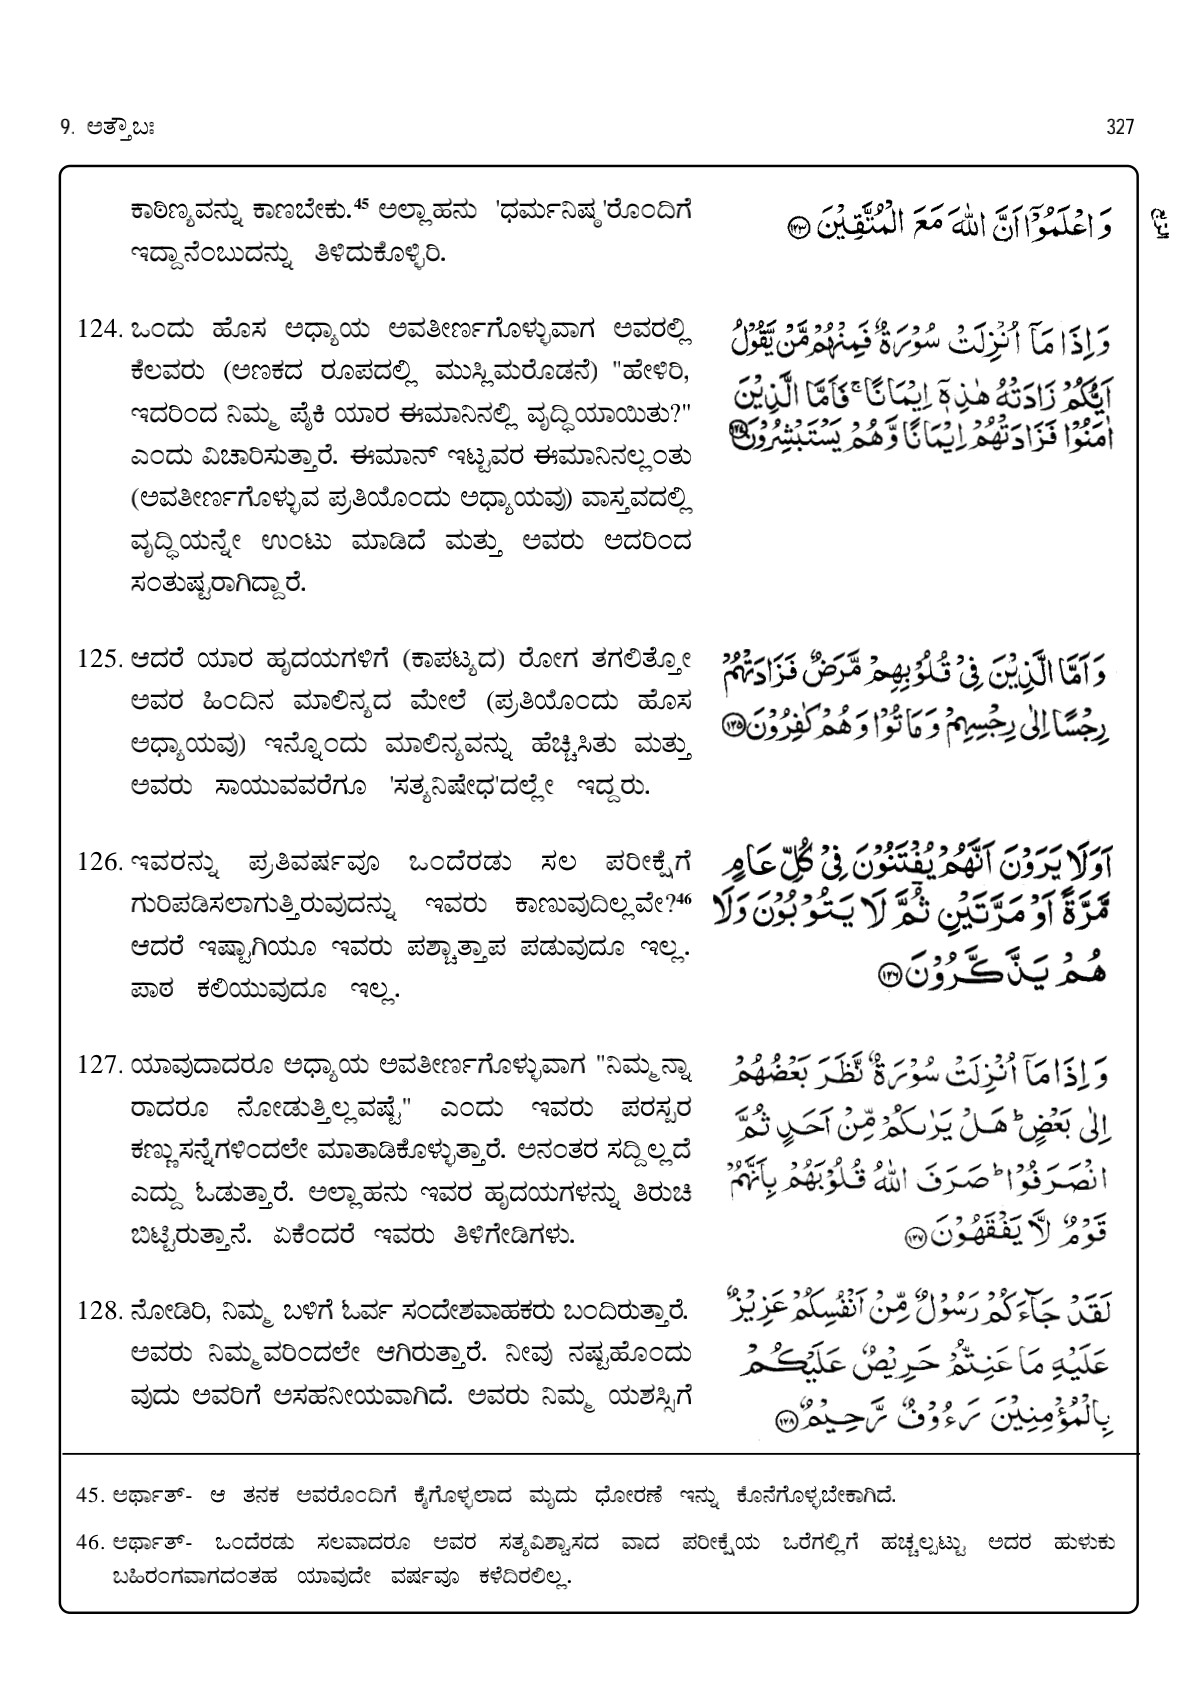 9. ಅತ್ತೌಬಃ
327
ಕಾಠಿಣ್ಯವನ್ನು ಕಾಣಬೇಕು.⁴⁵ ಅಲ್ಲಾಹನು 'ಧರ್ಮನಿಷ್ಠ'ರೊಂದಿಗೆ
ಇದ್ದಾನೆಂಬುದನ್ನು ತಿಳಿದುಕೊಳ್ಳಿರಿ.
وَاعْلَمُوْۤا اَنَّ اللّٰهَ مَعَ الْمُتَّقِيْنَ ﴿۱۲۳﴾
124. ಒಂದು ಹೊಸ ಅಧ್ಯಾಯ ಅವತೀರ್ಣಗೊಳ್ಳುವಾಗ ಅವರಲ್ಲಿ
ಕೆಲವರು (ಅಣಕದ ರೂಪದಲ್ಲಿ ಮುಸ್ಲಿಮರೊಡನೆ) "ಹೇಳಿರಿ,
ಇದರಿಂದ ನಿಮ್ಮ ಪೈಕಿ ಯಾರ ಈಮಾನಿನಲ್ಲಿ ವೃದ್ಧಿಯಾಯಿತು?"
ಎಂದು ವಿಚಾರಿಸುತ್ತಾರೆ. ಈಮಾನ್ ಇಟ್ಟವರ ಈಮಾನಿನಲ್ಲಂತು
(ಅವತೀರ್ಣಗೊಳ್ಳುವ ಪ್ರತಿಯೊಂದು ಅಧ್ಯಾಯವು) ವಾಸ್ತವದಲ್ಲಿ
ವೃದ್ಧಿಯನ್ನೇ ಉಂಟು ಮಾಡಿದೆ ಮತ್ತು ಅವರು ಅದರಿಂದ
ಸಂತುಷ್ಟರಾಗಿದ್ದಾರೆ.
وَاِذَا مَاۤ اُنْزِلَتْ سُوْرَةٌ فَمِنْهُمْ مَّنْ يَّقُوْلُ
اَيُّكُمْ زَادَتْهُ هٰذِهٖۤ اِيْمَانًا ۚ فَاَمَّا الَّذِيْنَ
اٰمَنُوْا فَزَادَتْهُمْ اِيْمَانًا وَّهُمْ يَسْتَبْشِرُوْنَ ﴿۱۲۴﴾
125. ಆದರೆ ಯಾರ ಹೃದಯಗಳಿಗೆ (ಕಾಪಟ್ಯದ) ರೋಗ ತಗಲಿತ್ತೋ
ಅವರ ಹಿಂದಿನ ಮಾಲಿನ್ಯದ ಮೇಲೆ (ಪ್ರತಿಯೊಂದು ಹೊಸ
ಅಧ್ಯಾಯವು) ಇನ್ನೊಂದು ಮಾಲಿನ್ಯವನ್ನು ಹೆಚ್ಚಿಸಿತು ಮತ್ತು
ಅವರು ಸಾಯುವವರೆಗೂ 'ಸತ್ಯನಿಷೇಧ'ದಲ್ಲೇ ಇದ್ದರು.
وَاَمَّا الَّذِيْنَ فِىْ قُلُوْبِهِمْ مَّرَضٌ فَزَادَتْهُمْ
رِجْسًا اِلٰى رِجْسِهِمْ وَمَاتُوْا وَهُمْ كٰفِرُوْنَ ﴿۱۲۵﴾
126. ಇವರನ್ನು ಪ್ರತಿವರ್ಷವೂ ಒಂದೆರಡು ಸಲ ಪರೀಕ್ಷೆಗೆ
ಗುರಿಪಡಿಸಲಾಗುತ್ತಿರುವುದನ್ನು ಇವರು ಕಾಣುವುದಿಲ್ಲವೇ?⁴⁶
ಆದರೆ ಇಷ್ಟಾಗಿಯೂ ಇವರು ಪಶ್ಚಾತ್ತಾಪ ಪಡುವುದೂ ಇಲ್ಲ.
ಪಾಠ ಕಲಿಯುವುದೂ ಇಲ್ಲ.
اَوَلَا يَرَوْنَ اَنَّهُمْ يُفْتَنُوْنَ فِىْ كُلِّ عَامٍ
مَّرَّةً اَوْ مَرَّتَيْنِ ثُمَّ لَا يَتُوْبُوْنَ وَلَا
هُمْ يَذَّكَّرُوْنَ ﴿۱۲۶﴾
127. ಯಾವುದಾದರೂ ಅಧ್ಯಾಯ ಅವತೀರ್ಣಗೊಳ್ಳುವಾಗ "ನಿಮ್ಮನ್ನಾ
ರಾದರೂ ನೋಡುತ್ತಿಲ್ಲವಷ್ಟೆ" ಎಂದು ಇವರು ಪರಸ್ಪರ
ಕಣ್ಣುಸನ್ನೆಗಳಿಂದಲೇ ಮಾತಾಡಿಕೊಳ್ಳುತ್ತಾರೆ. ಅನಂತರ ಸದ್ದಿಲ್ಲದೆ
ಎದ್ದು ಓಡುತ್ತಾರೆ. ಅಲ್ಲಾಹನು ಇವರ ಹೃದಯಗಳನ್ನು ತಿರುಚಿ
ಬಿಟ್ಟಿರುತ್ತಾನೆ. ಏಕೆಂದರೆ ಇವರು ತಿಳಿಗೇಡಿಗಳು.
وَاِذَا مَاۤ اُنْزِلَتْ سُوْرَةٌ نَّظَرَ بَعْضُهُمْ
اِلٰى بَعْضٍ ؕ هَلْ يَرٰىكُمْ مِّنْ اَحَدٍ ثُمَّ
انْصَرَفُوْا ؕ صَرَفَ اللّٰهُ قُلُوْبَهُمْ بِاَنَّهُمْ
قَوْمٌ لَّا يَفْقَهُوْنَ ﴿۱۲۷﴾
128. ನೋಡಿರಿ, ನಿಮ್ಮ ಬಳಿಗೆ ಓರ್ವ ಸಂದೇಶವಾಹಕರು ಬಂದಿರುತ್ತಾರೆ.
ಅವರು ನಿಮ್ಮವರಿಂದಲೇ ಆಗಿರುತ್ತಾರೆ. ನೀವು ನಷ್ಟಹೊಂದು
ವುದು ಅವರಿಗೆ ಅಸಹನೀಯವಾಗಿದೆ. ಅವರು ನಿಮ್ಮ ಯಶಸ್ಸಿಗೆ
لَقَدْ جَآءَكُمْ رَسُوْلٌ مِّنْ اَنْفُسِكُمْ عَزِيْزٌ
عَلَيْهِ مَا عَنِتُّمْ حَرِيْصٌ عَلَيْكُمْ
بِالْمُؤْمِنِيْنَ رَءُوْفٌ رَّحِيْمٌ ﴿۱۲۸﴾
45. ಅರ್ಥಾತ್- ಆ ತನಕ ಅವರೊಂದಿಗೆ ಕೈಗೊಳ್ಳಲಾದ ಮೃದು ಧೋರಣೆ ಇನ್ನು ಕೊನೆಗೊಳ್ಳಬೇಕಾಗಿದೆ.
46. ಅರ್ಥಾತ್- ಒಂದೆರಡು ಸಲವಾದರೂ ಅವರ ಸತ್ಯವಿಶ್ವಾಸದ ವಾದ ಪರೀಕ್ಷೆಯ ಒರೆಗಲ್ಲಿಗೆ ಹಚ್ಚಲ್ಪಟ್ಟು ಅದರ ಹುಳುಕು
ಬಹಿರಂಗವಾಗದಂತಹ ಯಾವುದೇ ವರ್ಷವೂ ಕಳೆದಿರಲಿಲ್ಲ.